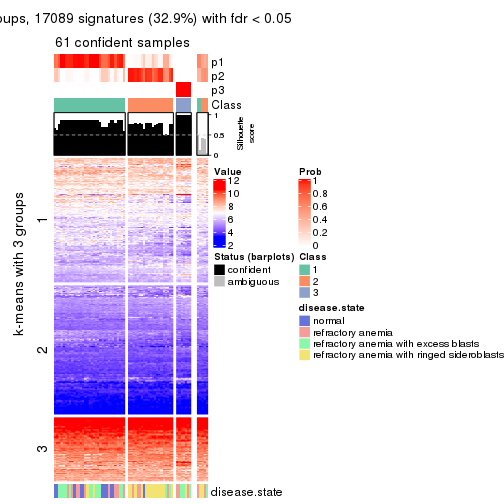 oups, 17089 signatures (32.9%) with fdr < 0.05
61 confident samples
p1
p2
p3
Class
1
0.5
0
Silhouette
score
k-means with 3 groups
1
2
3
disease.state
Value
12
10
8
6
4
2
Prob
1
0.8
0.6
0.4
0.2
0
Status (barplots)
confident
ambiguous
Class
1
2
3
disease.state
normal
refractory anemia
refractory anemia with excess blasts
refractory anemia with ringed sideroblasts